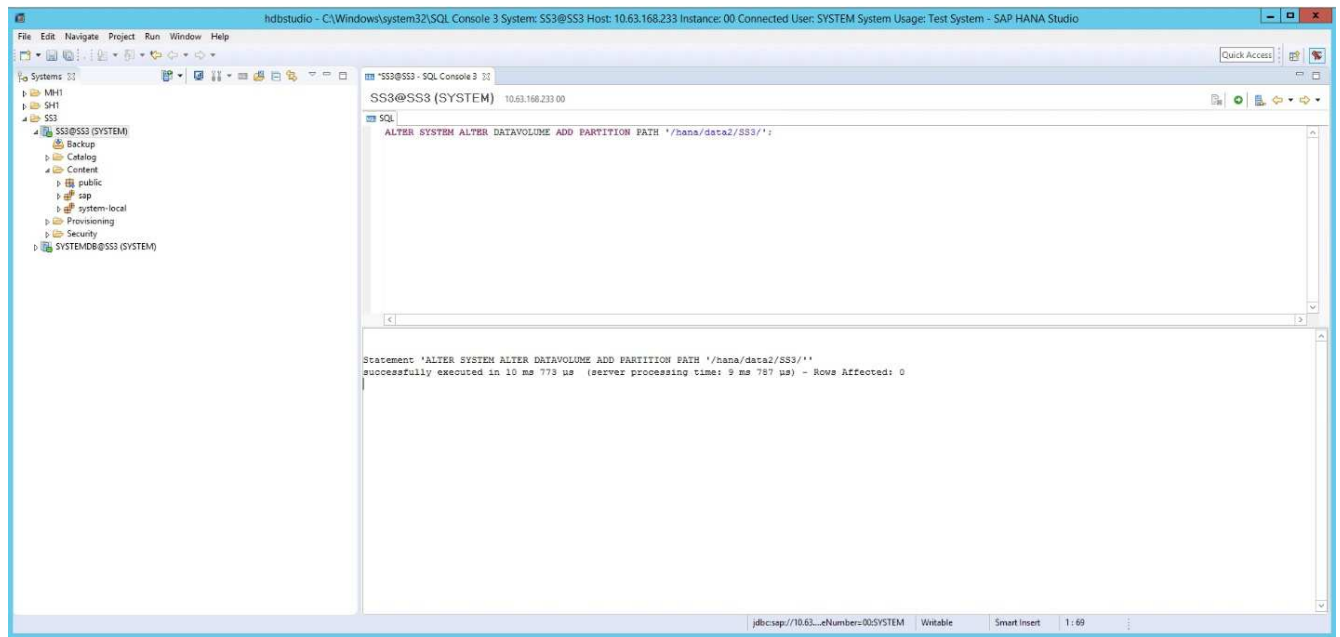 hdbstudio - C:\Windows\system32\SQL Console 3 System: SS3@SS3 Host: 10.63.168.233 Instance: 00 Connected User: SYSTEM System Usage: Test System - SAP HANA Studio
File Edit Navigate Project Run Window Help
Quick Access
Systems
MH1
SH1
SS3
SS3@SS3 (SYSTEM)
Backup
Catalog
Content
public
sap
system-local
Provisioning
Security
SYSTEMDB@SS3 (SYSTEM)
*SS3@SS3 - SQL Console 3
SS3@SS3 (SYSTEM) 10.63.168.233 00
SQL
ALTER SYSTEM ALTER DATAVOLUME ADD PARTITION PATH '/hana/data2/SS3/';
Statement 'ALTER SYSTEM ALTER DATAVOLUME ADD PARTITION PATH '/hana/data2/SS3/''
successfully executed in 10 ms 773 µs (server processing time: 9 ms 787 µs) - Rows Affected: 0
jdbc:sap://10.63....eNumber=00:SYSTEM Writable Smart Insert 1 : 69